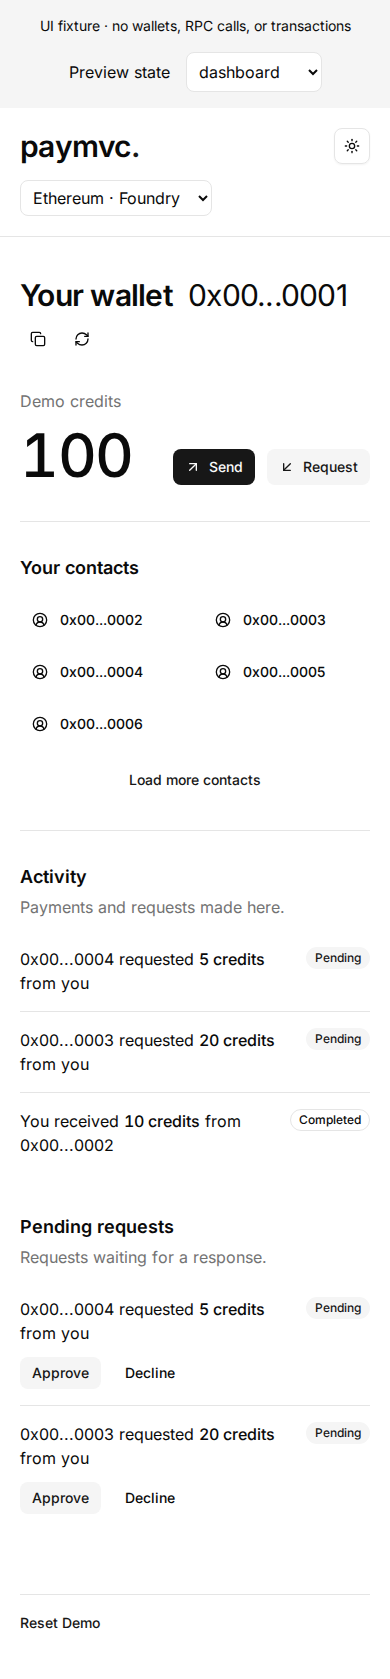 UI fixture · no wallets, RPC calls, or transactions
Preview state dashboard
paymvc.
Ethereum · Foundry
Your wallet 0x00...0001
Demo credits
100
Send
Request
Your contacts
0x00...0002
0x00...0003
0x00...0004
0x00...0005
0x00...0006
Load more contacts
Activity
Payments and requests made here.
0x00...0004 requested 5 credits
from you
Pending
0x00...0003 requested 20 credits
from you
Pending
You received 10 credits from
0x00...0002
Completed
Pending requests
Requests waiting for a response.
0x00...0004 requested 5 credits
from you
Pending
Approve
Decline
0x00...0003 requested 20 credits
from you
Pending
Approve
Decline
Reset Demo